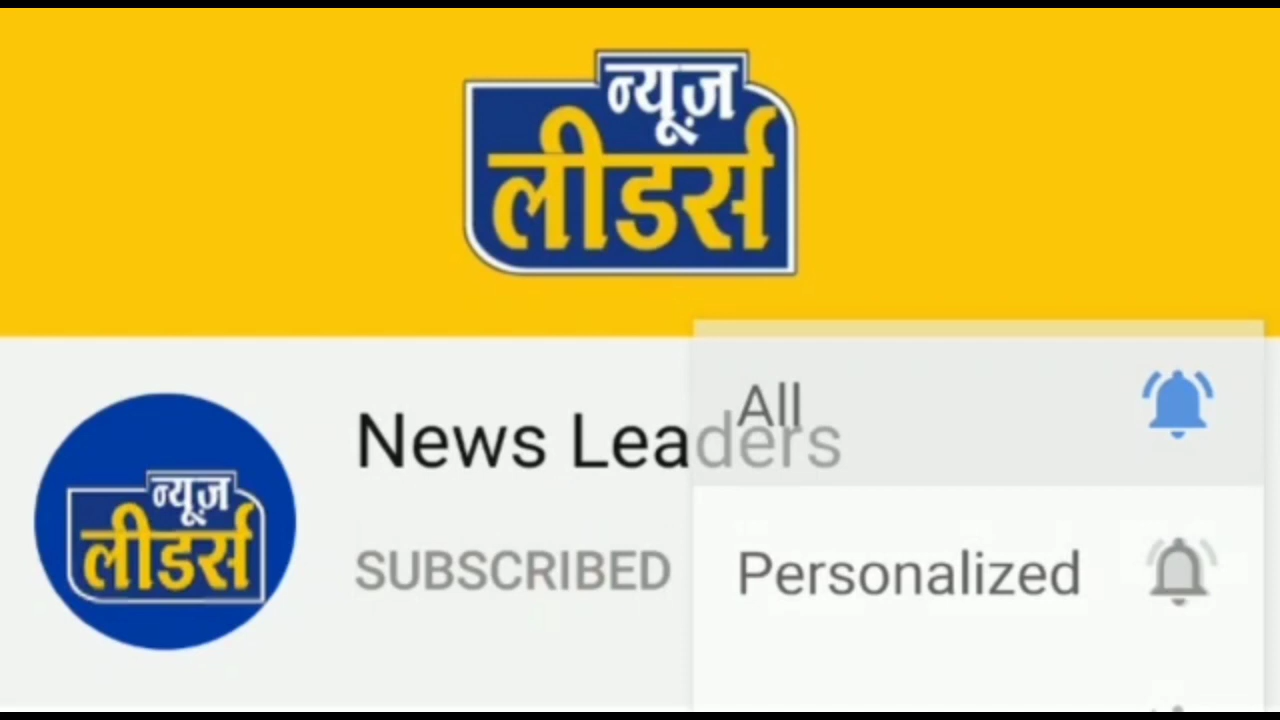 न्यूज़
लीडर्स
All
News Leaders
न्यूज़
लीडर्स
SUBSCRIBED
Personalized